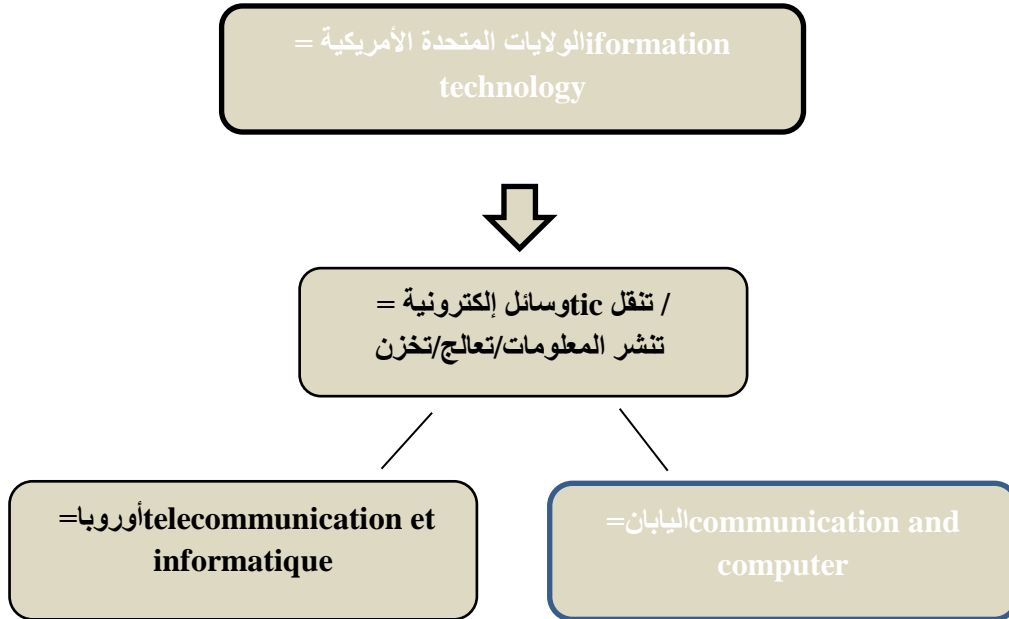 الولايات المتحدة الأمريكية = iformation
technology
وسائل إلكترونية = tic تنقل /
تنشر المعلومات/تعالج/تخزن
أوروبا=telecommunication et
informatique
اليابان=communication and
computer